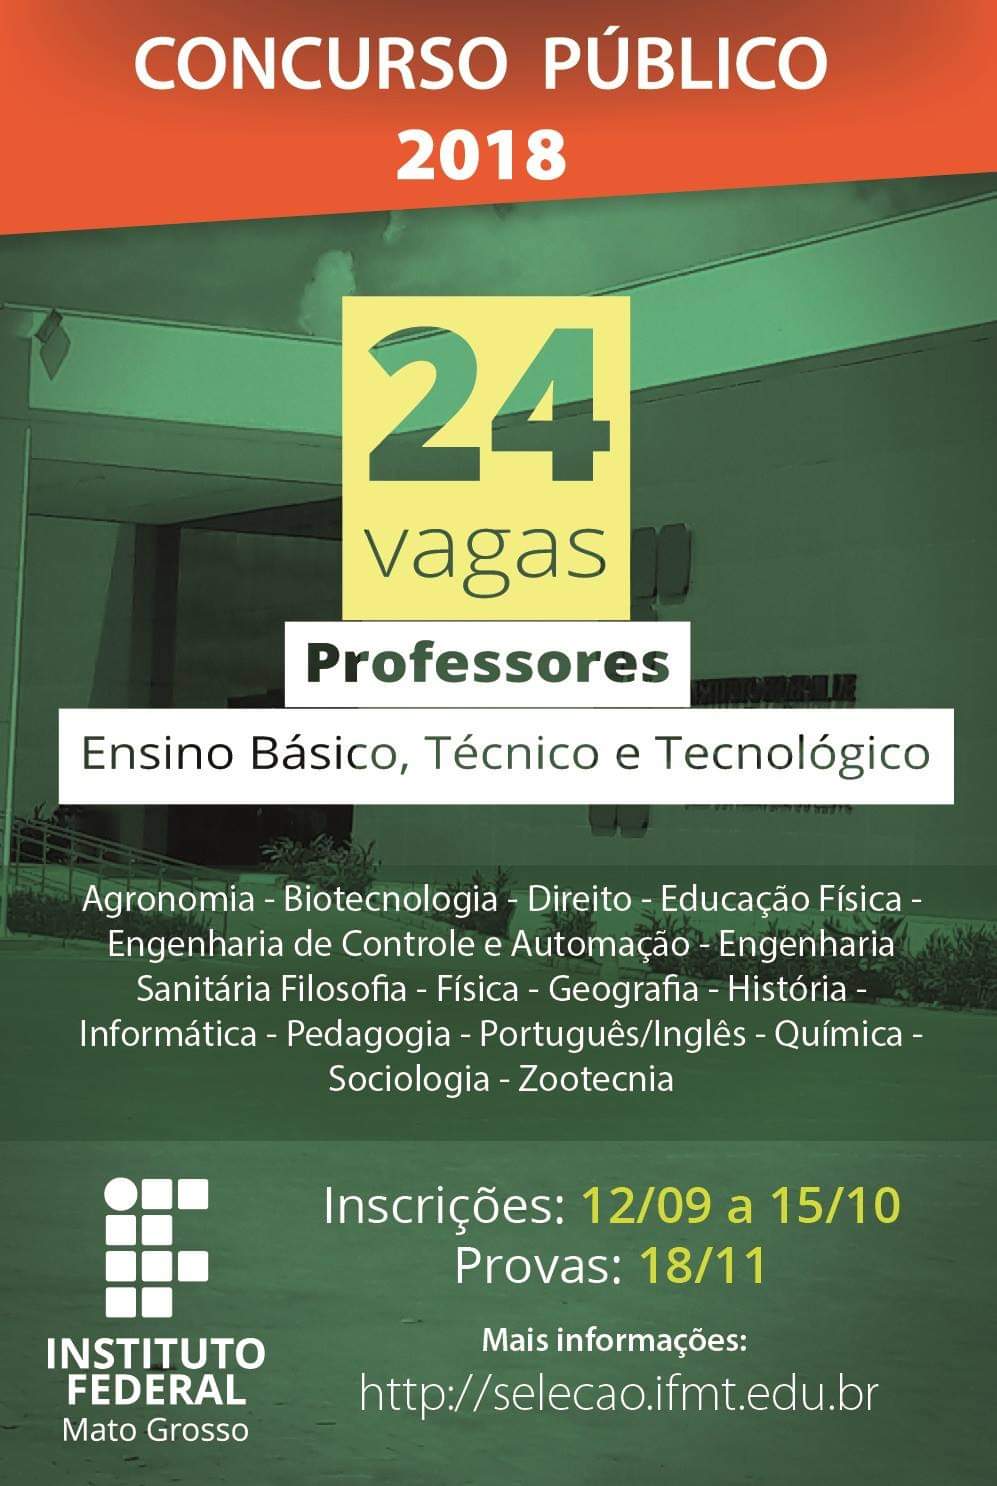 CONCURSO PÚBLICO
2018
24
vagas
Professores
Ensino Básico, Técnico e Tecnológico
Agronomia - Biotecnologia - Direito - Educação Física -
Engenharia de Controle e Automação - Engenharia
Sanitária Filosofia - Física - Geografia - História -
Informática - Pedagogia - Português/Inglês - Química -
Sociologia - Zootecnia
Inscrições: 12/09 a 15/10
Provas: 18/11
Mais informações:
http://selecao.ifmt.edu.br
INSTITUTO
FEDERAL
Mato Grosso